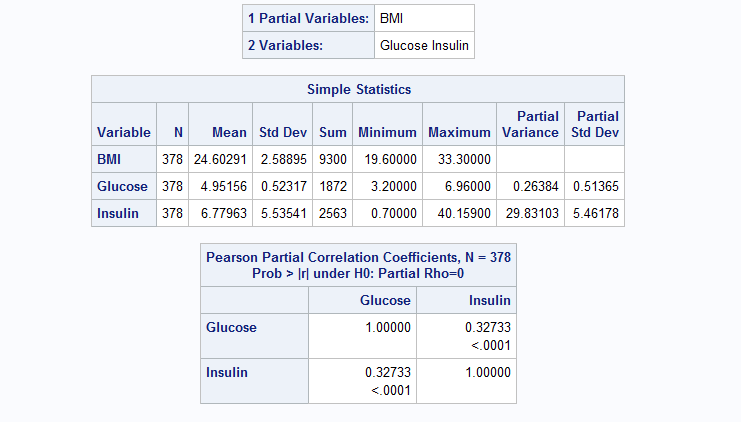 1 Partial Variables: BMI
2 Variables: Glucose Insulin
Simple Statistics
Variable N Mean Std Dev Sum Minimum Maximum Partial Variance Partial Std Dev
BMI 378 24.60291 2.58895 9300 19.60000 33.30000
Glucose 378 4.95156 0.52317 1872 3.20000 6.96000 0.26384 0.51365
Insulin 378 6.77963 5.53541 2563 0.70000 40.15900 29.83103 5.46178
Pearson Partial Correlation Coefficients, N = 378
Prob > |r| under H0: Partial Rho=0
Glucose Insulin
Glucose 1.00000 0.32733
<.0001
Insulin 0.32733 1.00000
<.0001